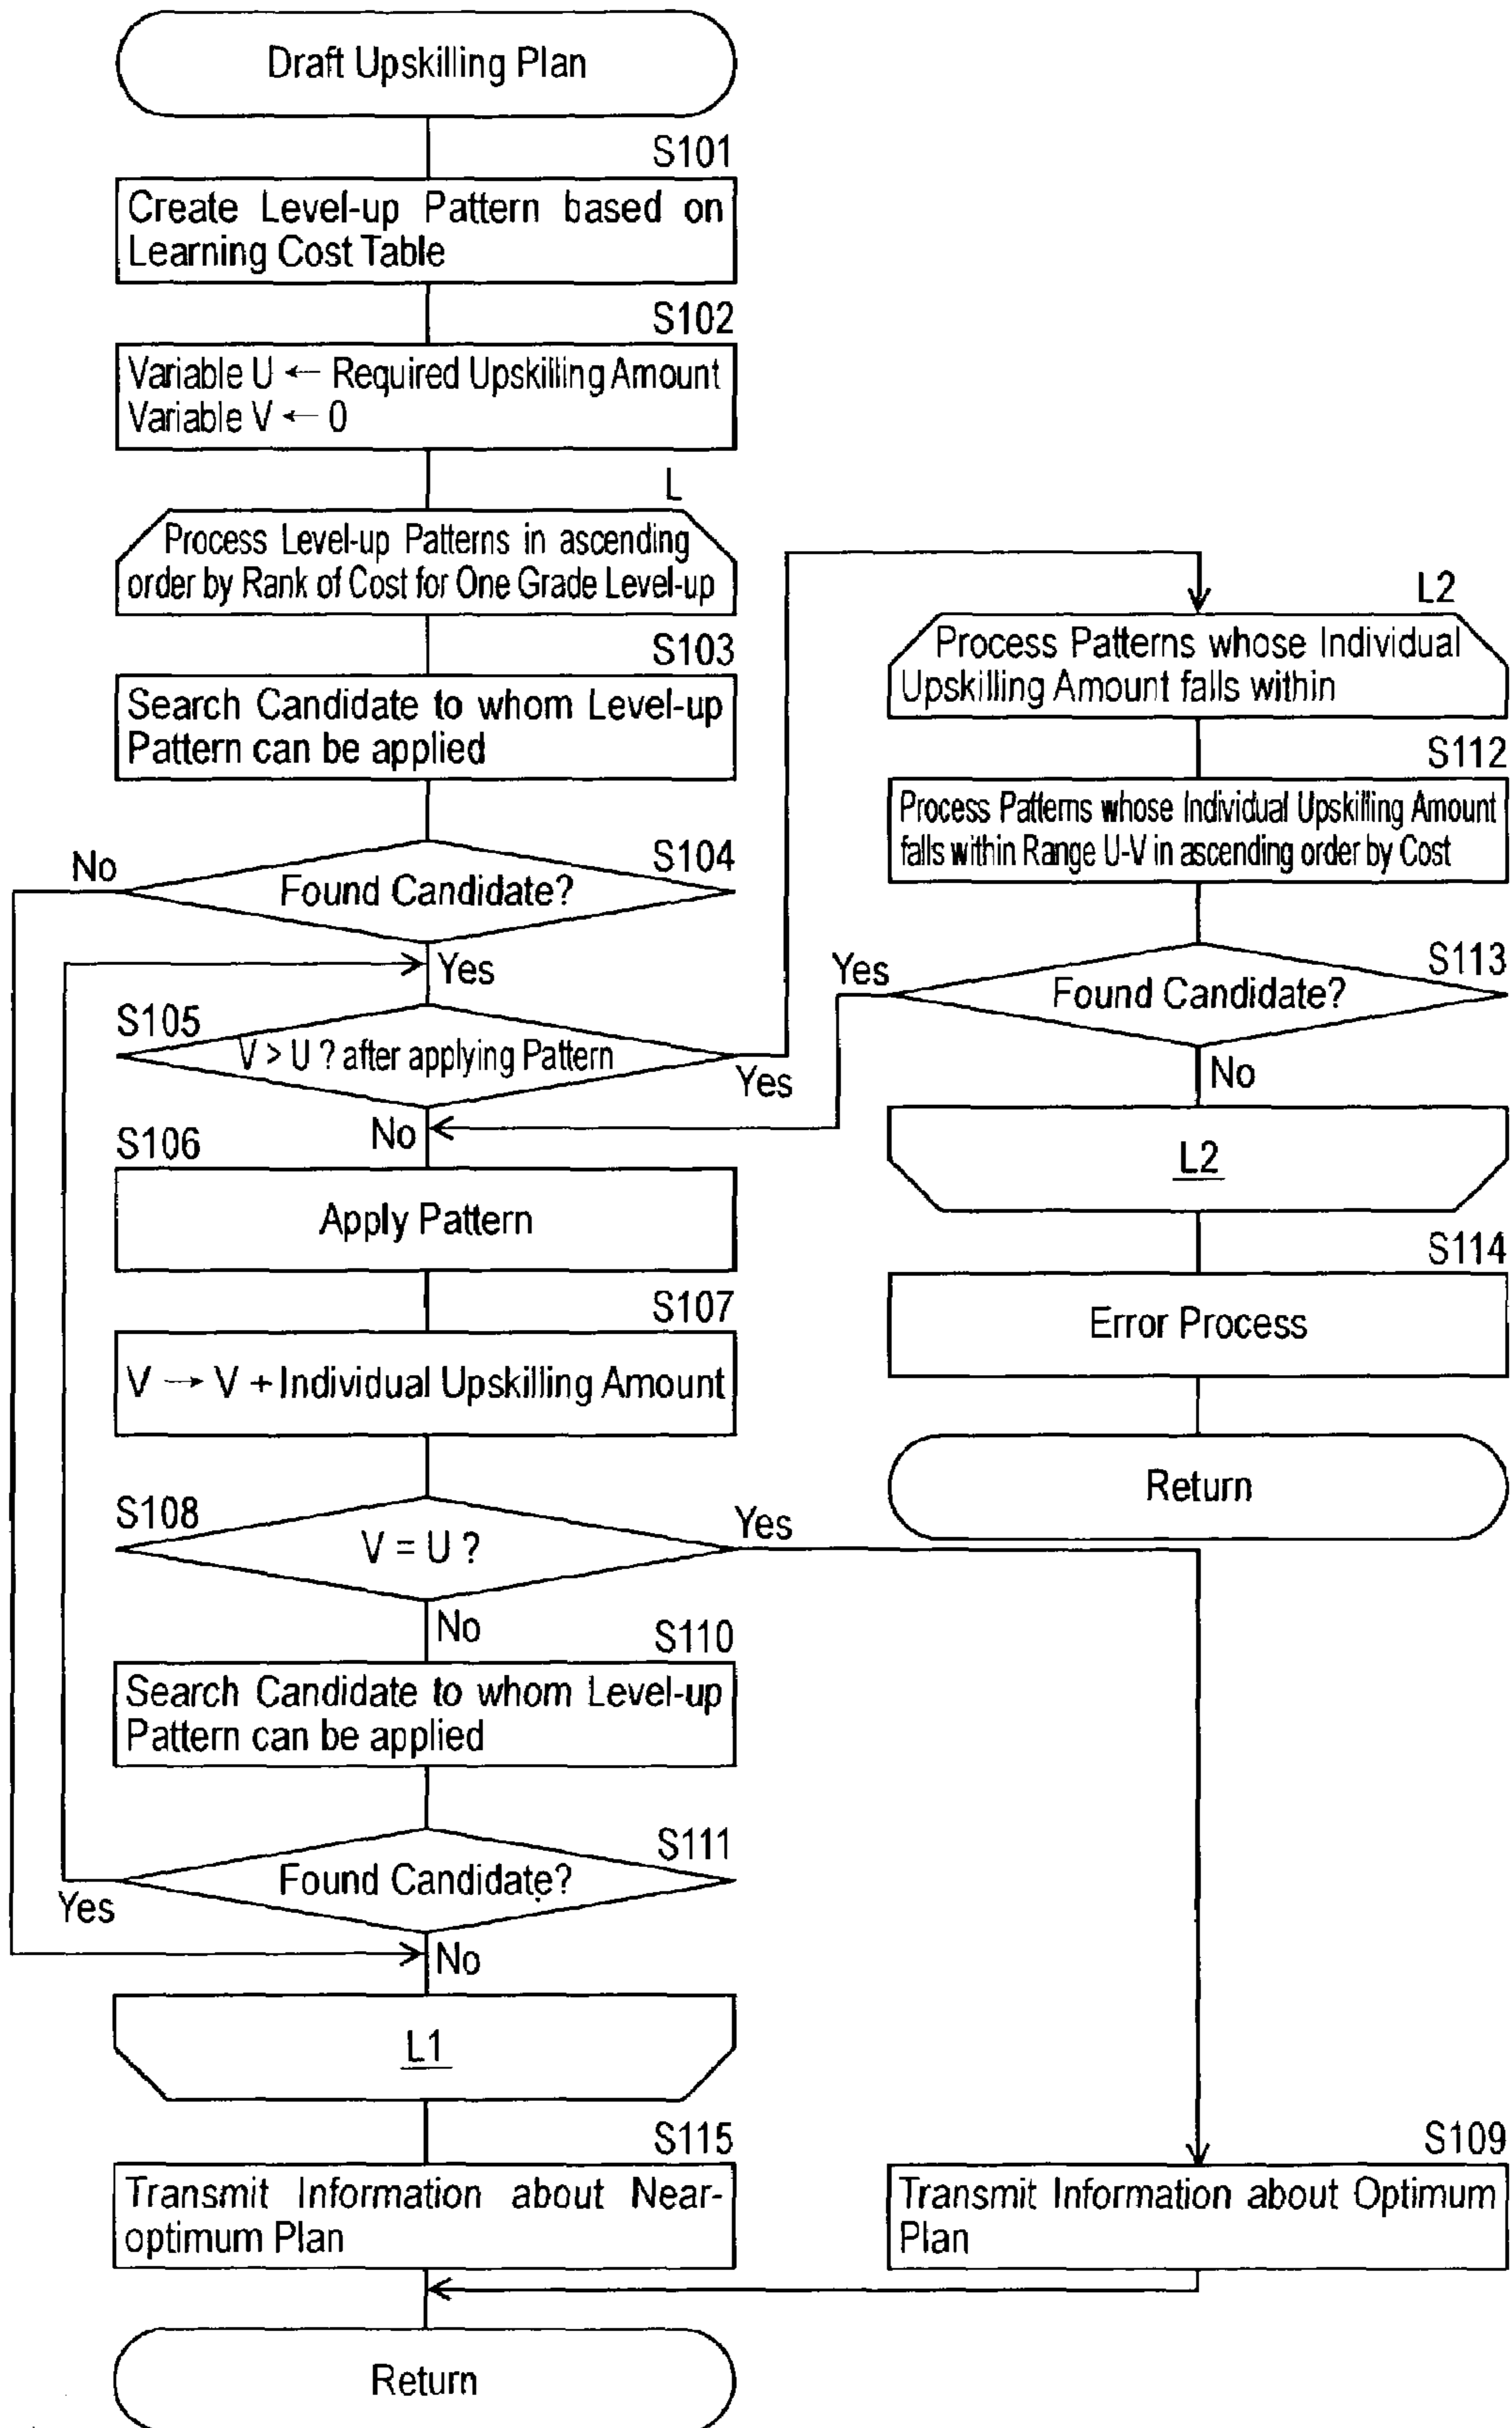 Draft Upskilling Plan
S101
Create Level-up Pattern based on
Learning Cost Table
S102
Variable U ← Required Upskilling Amount
Variable V ← 0
L
Process Level-up Patterns in ascending
order by Rank of Cost for One Grade Level-up
S103
Search Candidate to whom Level-up
Pattern can be applied
S104
No
Found Candidate?
Yes
S105
V > U ? after applying Pattern
Yes
No
S106
Apply Pattern
S107
V → V + Individual Upskilling Amount
S108
V = U ?
Yes
No
S110
Search Candidate to whom Level-up
Pattern can be applied
S111
Found Candidate?
Yes
No
L1
S115
Transmit Information about Near-
optimum Plan
Return
L2
Process Patterns whose Individual
Upskilling Amount falls within
S112
Process Patterns whose Individual Upskilling Amount
falls within Range U-V in ascending order by Cost
S113
Yes
Found Candidate?
No
L2
S114
Error Process
Return
S109
Transmit Information about Optimum
Plan